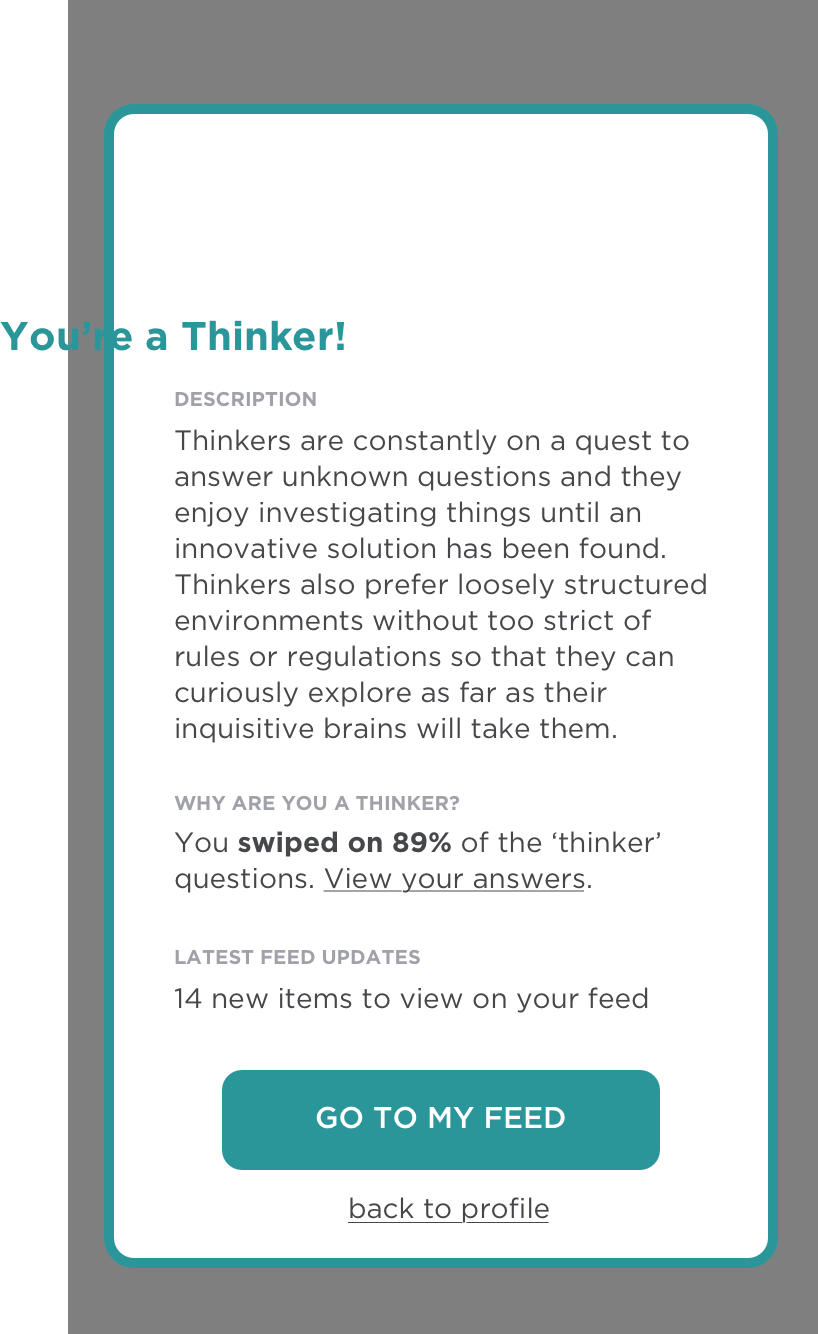 You’re a Thinker!
DESCRIPTION
Thinkers are constantly on a quest to
answer unknown questions and they
enjoy investigating things until an
innovative solution has been found.
Thinkers also prefer loosely structured
environments without too strict of
rules or regulations so that they can
curiously explore as far as their
inquisitive brains will take them.
WHY ARE YOU A THINKER?
You swiped on 89% of the ‘thinker’
questions. View your answers.
LATEST FEED UPDATES
14 new items to view on your feed
GO TO MY FEED
back to profile